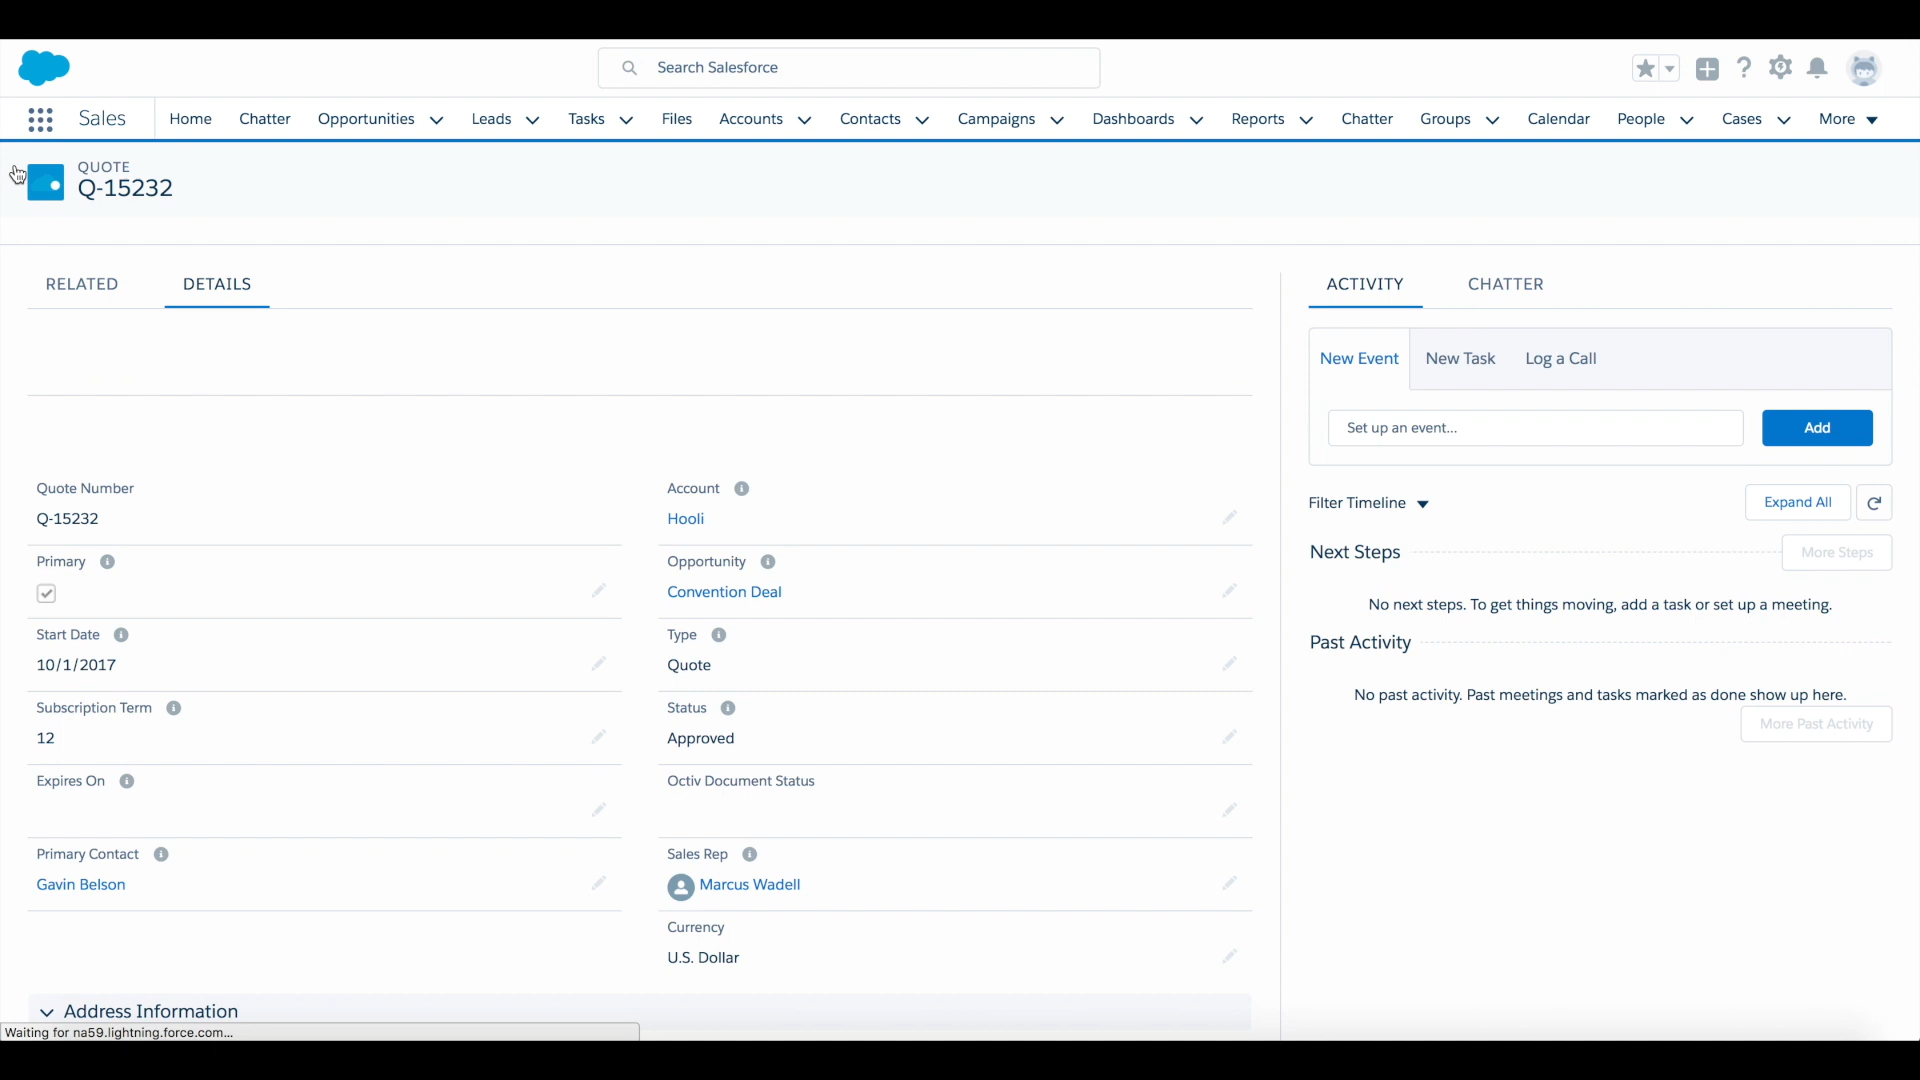 Search Salesforce
Sales
Home
Chatter
Opportunities
Leads
Tasks
Files
Accounts
Contacts
Campaigns
Dashboards
Reports
Chatter
Groups
Calendar
People
Cases
More
QUOTE
Q-15232
RELATED
DETAILS
Quote Number
Q-15232
Account
Hooli
Primary
Opportunity
Convention Deal
Start Date
10/1/2017
Type
Quote
Subscription Term
12
Status
Approved
Expires On
Octiv Document Status
Primary Contact
Gavin Belson
Sales Rep
Marcus Wadell
Currency
U.S. Dollar
Address Information
ACTIVITY
CHATTER
New Event
New Task
Log a Call
Set up an event...
Add
Filter Timeline
Expand All
Next Steps
More Steps
No next steps. To get things moving, add a task or set up a meeting.
Past Activity
No past activity. Past meetings and tasks marked as done show up here.
More Past Activity
Waiting for na59.lightning.force.com...